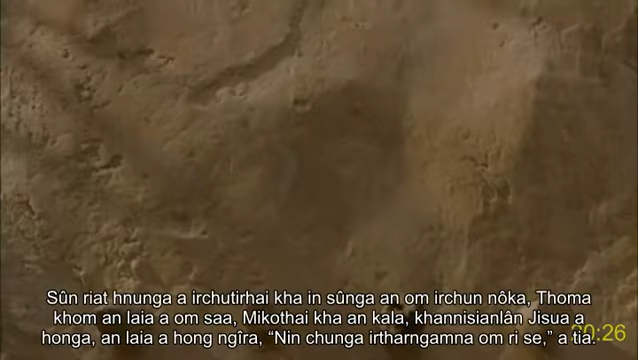 Sûn riat hnunga a irchutirhai kha in sûnga an om irchun nôka, Thoma
khom an laia a om saa, Mikothai kha an kala, khannisianlân Jisua a
honga, an laia a hong ngîra, “Nin chunga irtharngamna om ri se,” a tia.
20:26